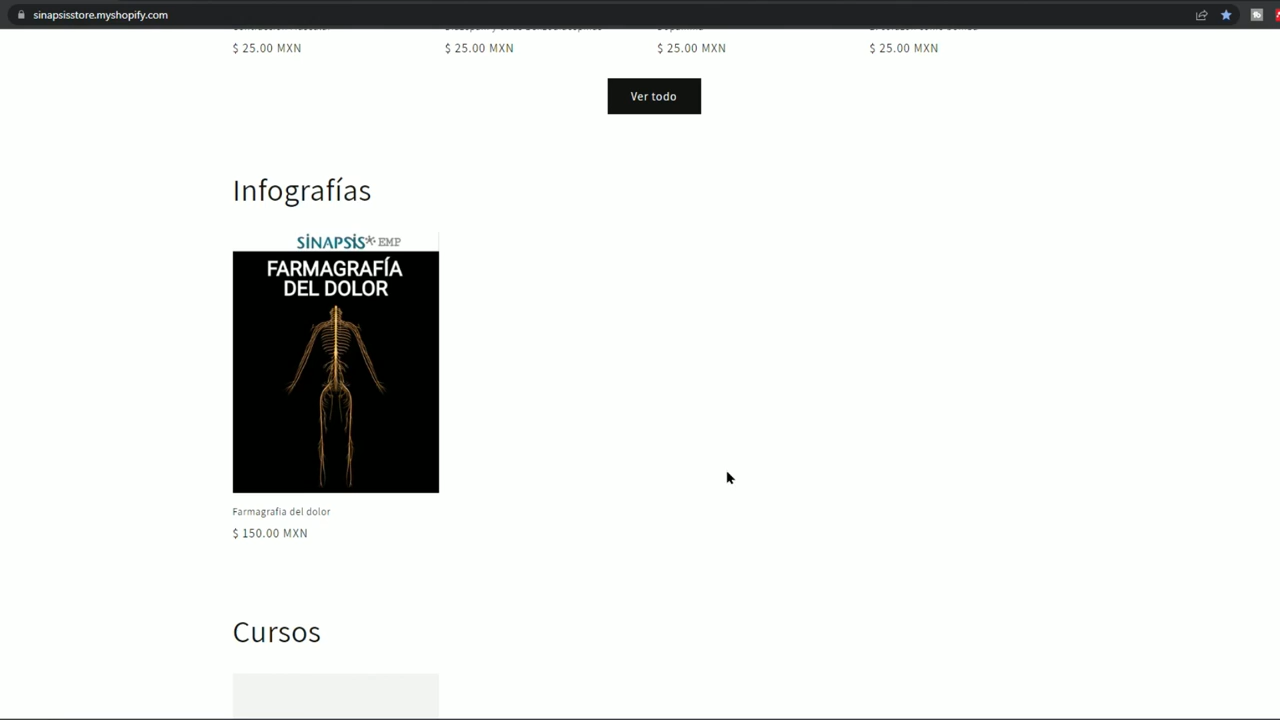 sinapsisstore.myshopify.com
$ 25.00 MXN
$ 25.00 MXN
$ 25.00 MXN
$ 25.00 MXN
Ver todo
Infografías
SINAPSIS EMP
FARMAGRAFÍA
DEL DOLOR
Farmagrafia del dolor
$ 150.00 MXN
Cursos